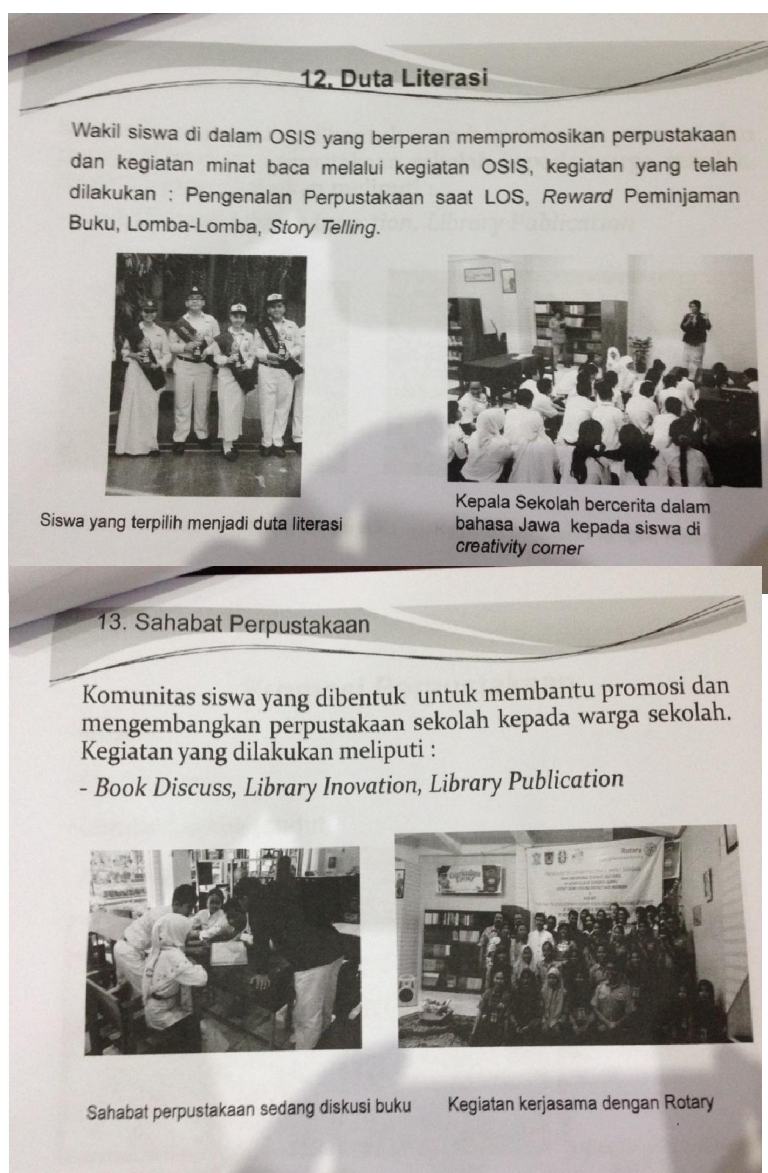 12. Duta Literasi
Wakil siswa di dalam OSIS yang berperan mempromosikan perpustakaan
dan kegiatan minat baca melalui kegiatan OSIS, kegiatan yang telah
dilakukan : Pengenalan Perpustakaan saat LOS, Reward Peminjaman
Buku, Lomba-Lomba, Story Telling.
Siswa yang terpilih menjadi duta literasi
Kepala Sekolah bercerita dalam
bahasa Jawa kepada siswa di
creativity corner
13. Sahabat Perpustakaan
Komunitas siswa yang dibentuk untuk membantu promosi dan
mengembangkan perpustakaan sekolah kepada warga sekolah.
Kegiatan yang dilakukan meliputi :
- Book Discuss, Library Inovation, Library Publication
Rotary
Sahabat perpustakaan sedang diskusi buku
Kegiatan kerjasama dengan Rotary